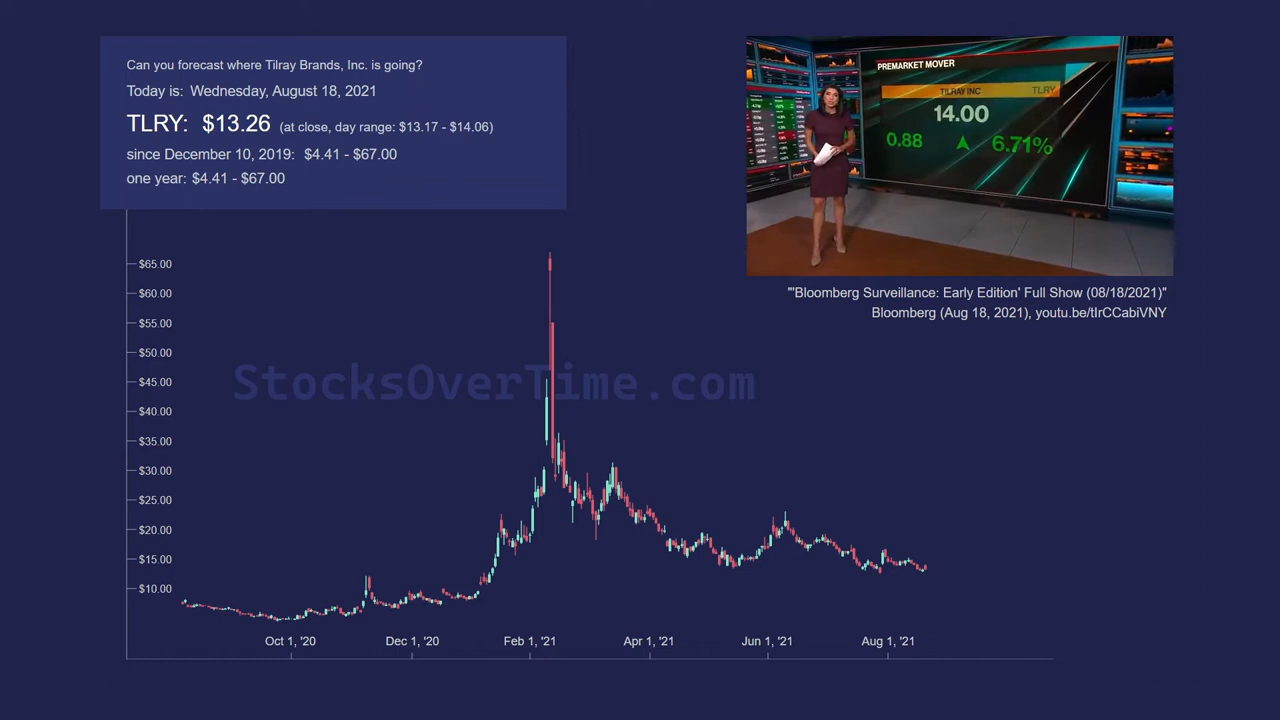 Can you forecast where Tilray Brands, Inc. is going?
Today is: Wednesday, August 18, 2021
TLRY: $13.26 (at close, day range: $13.17 - $14.06)
since December 10, 2019: $4.41 - $67.00
one year: $4.41 - $67.00
PREMARKET MOVER
TILRAY INC TLRY
14.00
0.88 6.71%
"'Bloomberg Surveillance: Early Edition' Full Show (08/18/2021)"
Bloomberg (Aug 18, 2021), youtu.be/tIrCCabiVNY
$65.00
$60.00
$55.00
$50.00
$45.00
$40.00
$35.00
$30.00
$25.00
$20.00
$15.00
$10.00
StocksOverTime.com
Oct 1, '20 Dec 1, '20 Feb 1, '21 Apr 1, '21 Jun 1, '21 Aug 1, '21